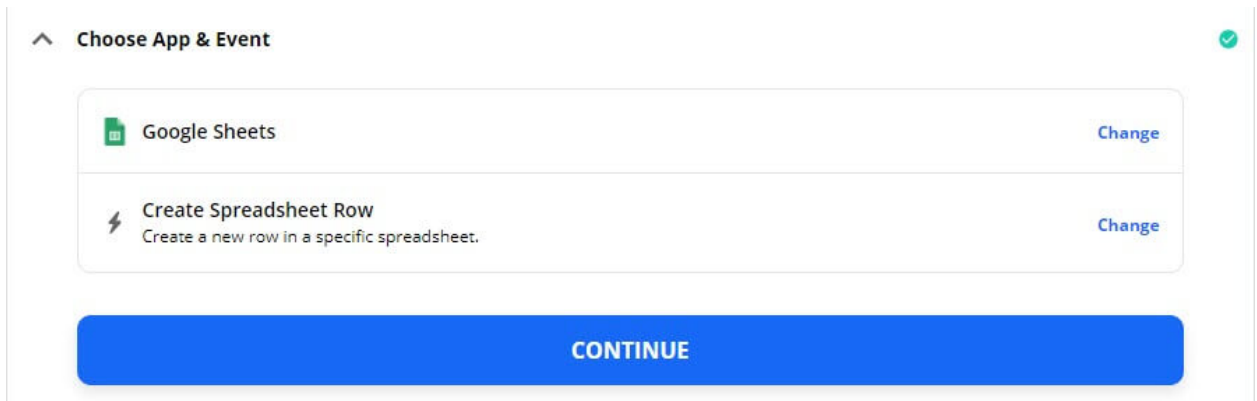 Choose App & Event
Google Sheets
Change
Create Spreadsheet Row
Create a new row in a specific spreadsheet.
Change
CONTINUE